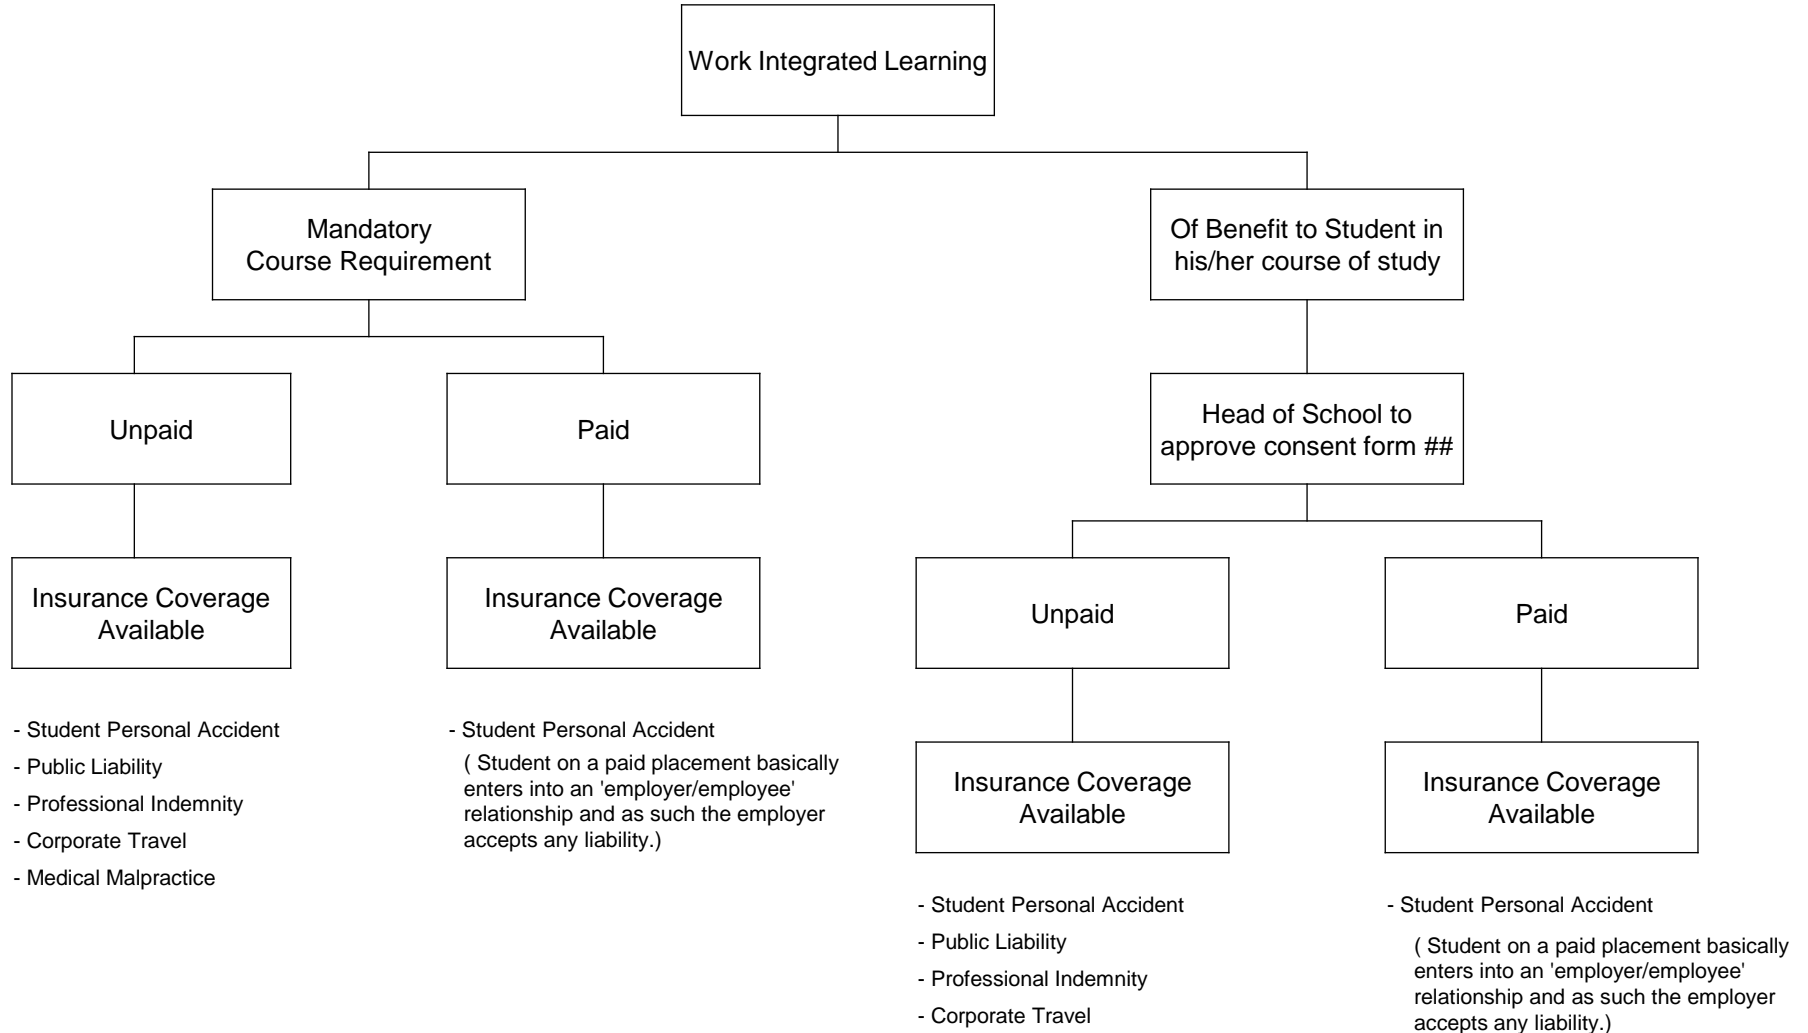 Work Integrated Learning
Mandatory
Course Requirement
Of Benefit to Student in
his/her course of study
Unpaid
Paid
Head of School to
approve consent form ##
Insurance Coverage
Available
Insurance Coverage
Available
Unpaid
Paid
- Student Personal Accident
- Public Liability
- Professional Indemnity
- Corporate Travel
- Medical Malpractice
- Student Personal Accident
( Student on a paid placement basically
enters into an 'employer/employee'
relationship and as such the employer
accepts any liability.)
Insurance Coverage
Available
Insurance Coverage
Available
- Student Personal Accident
- Public Liability
- Professional Indemnity
- Corporate Travel
- Student Personal Accident
( Student on a paid placement basically
enters into an 'employer/employee'
relationship and as such the employer
accepts any liability.)